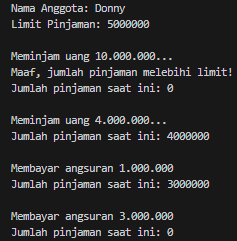 Nama Anggota: Donny
Limit Pinjaman: 5000000
Meminjam uang 10.000.000...
Maaf, jumlah pinjaman melebihi limit!
Jumlah pinjaman saat ini: 0
Meminjam uang 4.000.000...
Jumlah pinjaman saat ini: 4000000
Membayar angsuran 1.000.000
Jumlah pinjaman saat ini: 3000000
Membayar angsuran 3.000.000
Jumlah pinjaman saat ini: 0